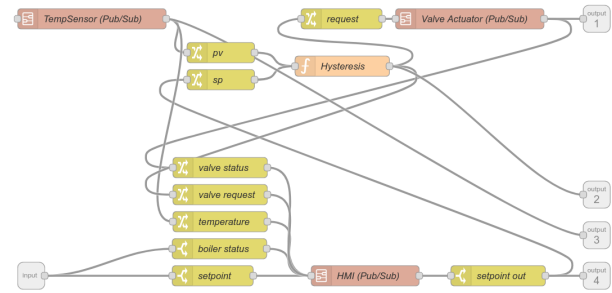 TempSensor (Pub/Sub)
request
Valve Actuator (Pub/Sub)
output
1
pv
Hysteresis
sp
valve status
valve request
output
2
temperature
output
3
boiler status
input
setpoint
HMI (Pub/Sub)
setpoint out
output
4